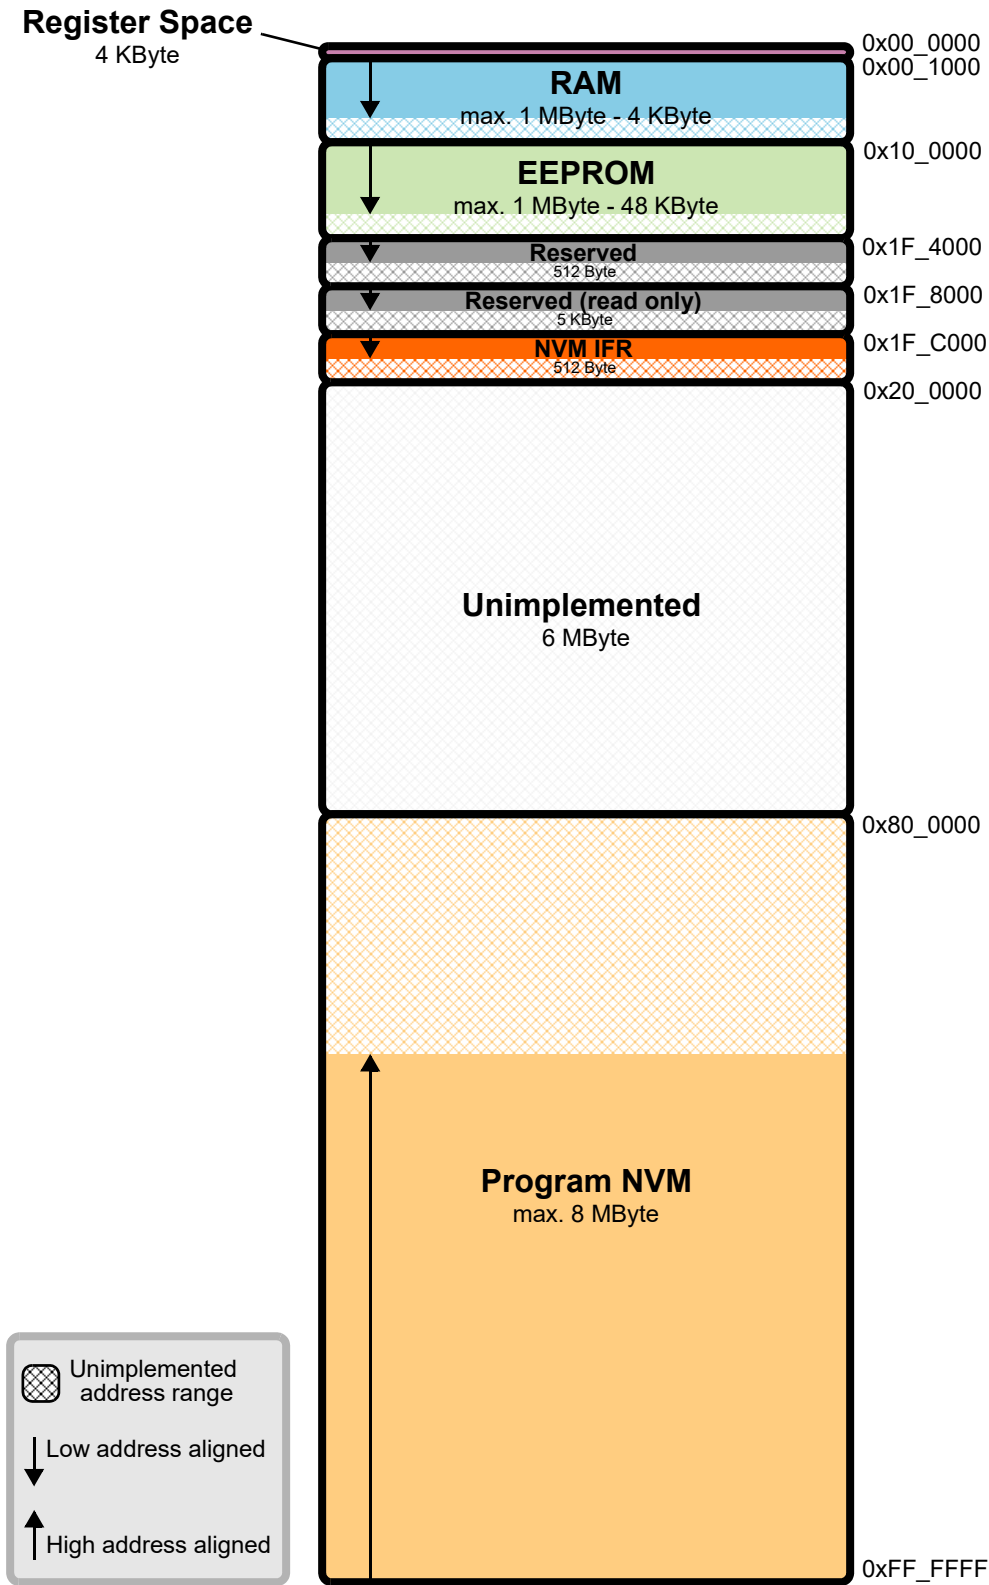 Register Space
4 KByte
0x00_0000
0x00_1000
RAM
max. 1 MByte - 4 KByte
0x10_0000
EEPROM
max. 1 MByte - 48 KByte
0x1F_4000
Reserved
512 Byte
0x1F_8000
Reserved (read only)
5 KByte
0x1F_C000
NVM IFR
512 Byte
0x20_0000
Unimplemented
6 MByte
0x80_0000
Program NVM
max. 8 MByte
Unimplemented
address range
Low address aligned
High address aligned
0xFF_FFFF